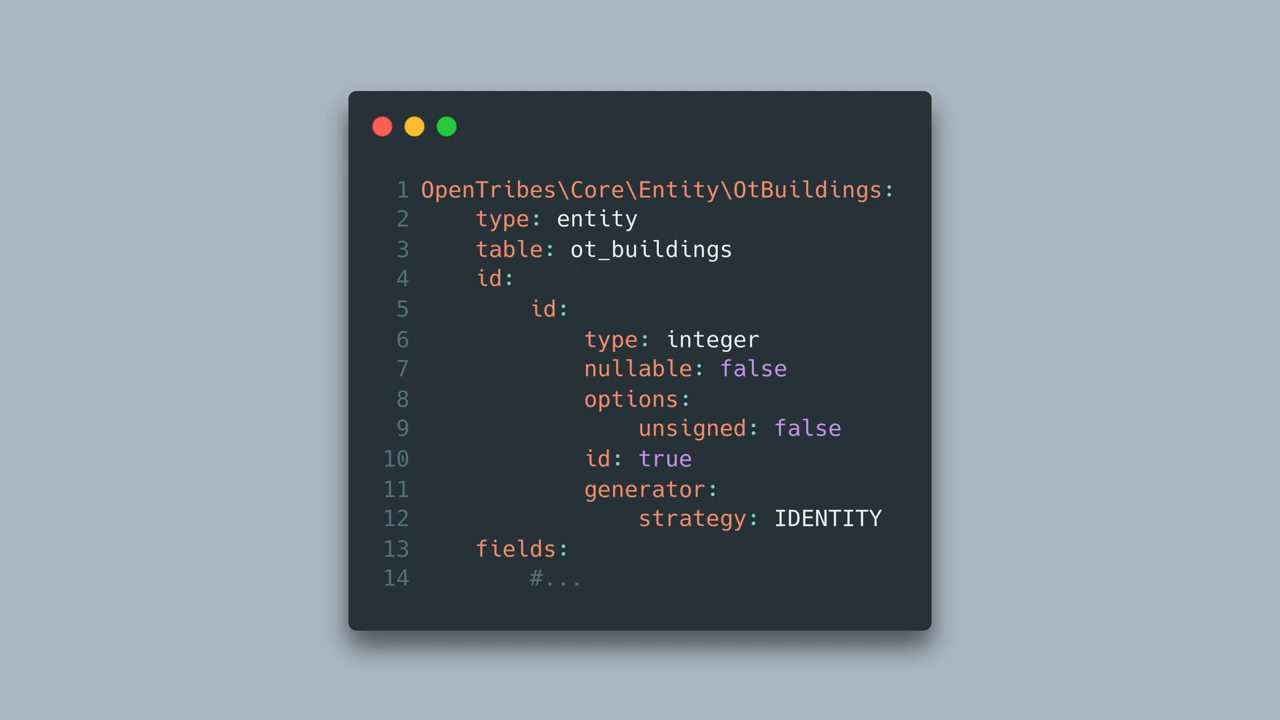 1 OpenTribes\Core\Entity\OtBuildings:
2     type: entity
3     table: ot_buildings
4     id:
5         id:
6             type: integer
7             nullable: false
8             options:
9                 unsigned: false
10             id: true
11             generator:
12                 strategy: IDENTITY
13     fields:
14         #...